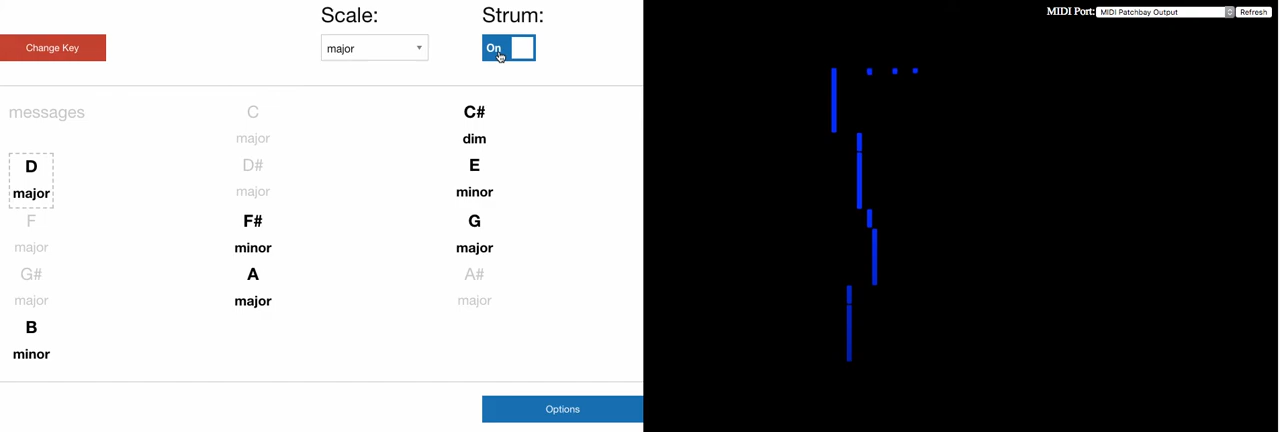 Scale:
Strum:
MIDI Port: MIDI Patchbay Output Refresh
Change Key
major
On
messages
C
major
C#
dim
D
major
D#
major
E
minor
F
major
F#
minor
G
major
G#
major
A
major
A#
major
B
minor
Options